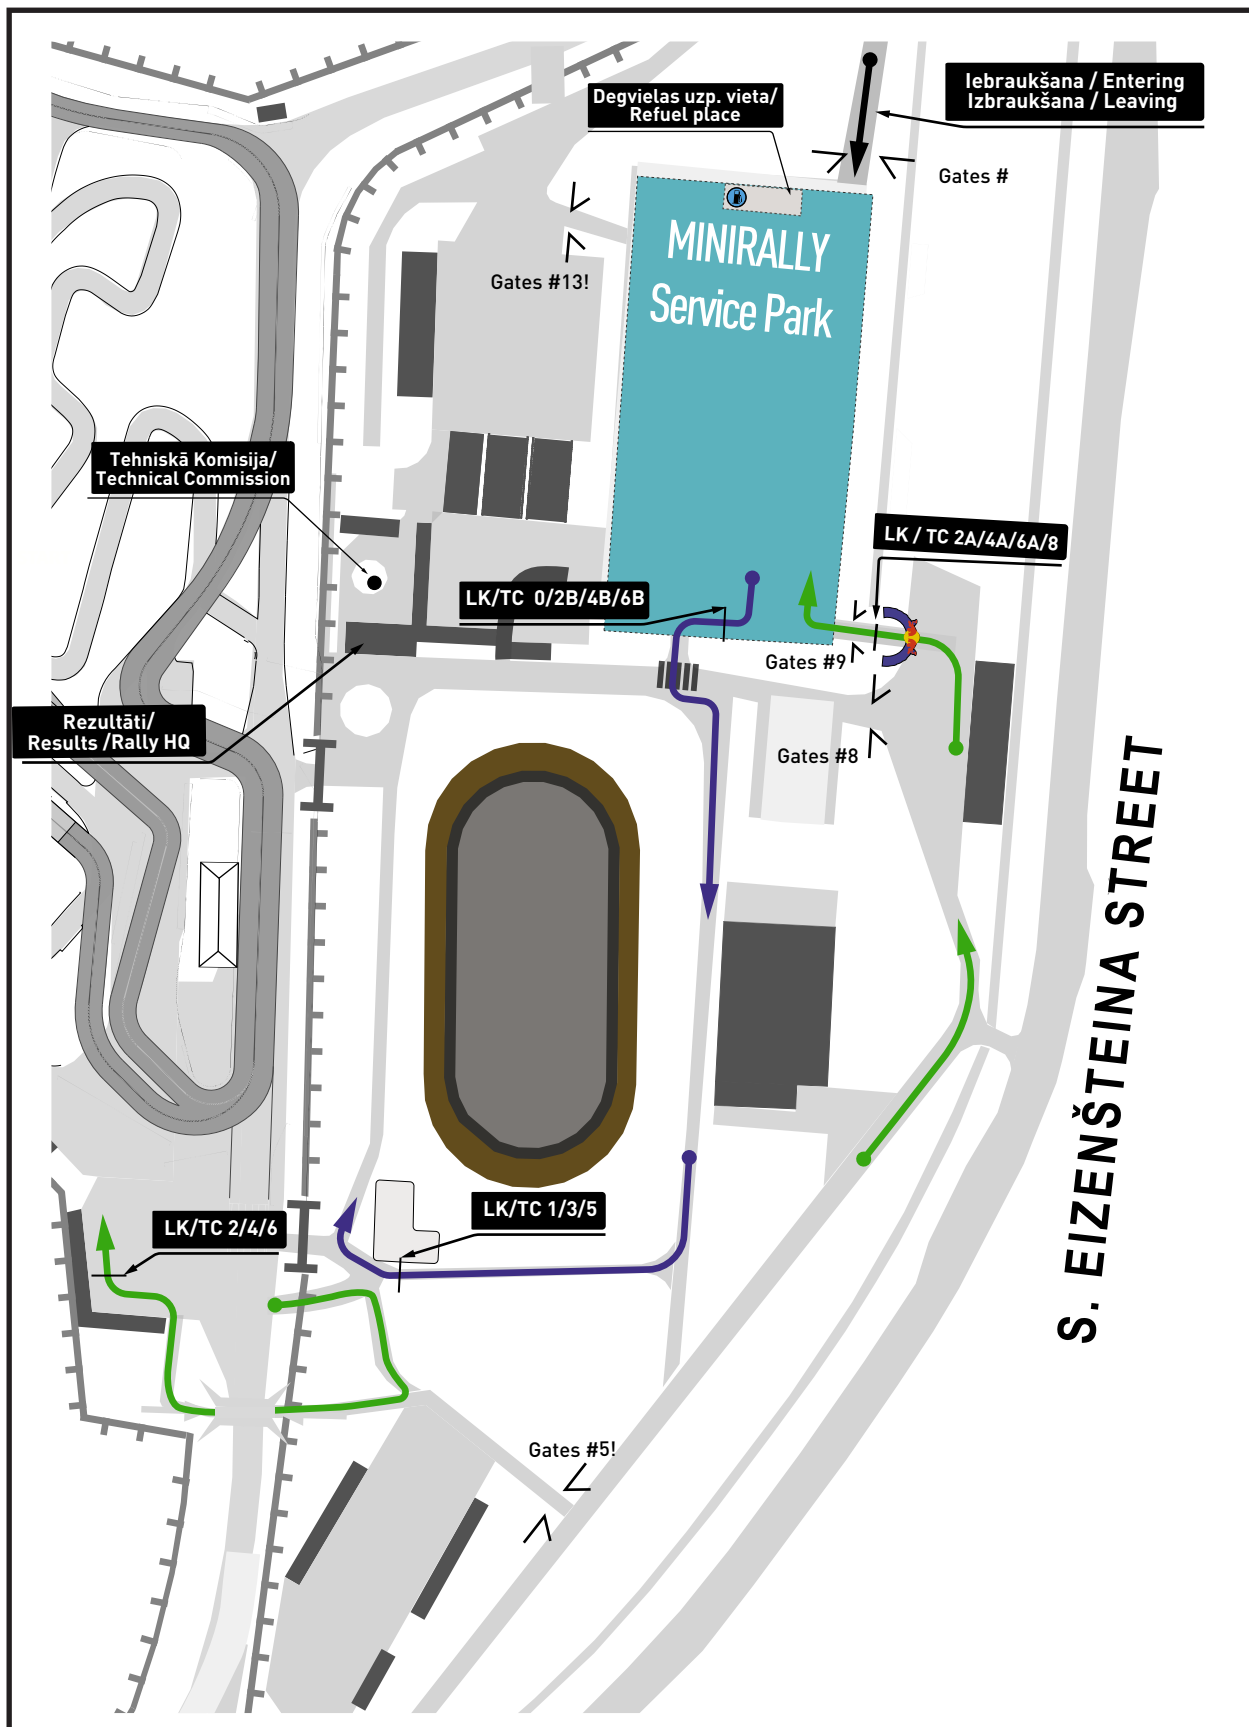 Iebraukšana / Entering
Izbraukšana / Leaving
Degvielas uzp. vieta/
Refuel place
Gates #
MINIRALLY
Service Park
Gates #13!
Tehniskā Komisija/
Technical Commission
LK / TC 2A/4A/6A/8
LK/TC 0/2B/4B/6B
Gates #9
Rezultāti/
Results /Rally HQ
Gates #8
S. EIZENŠTEINA STREET
LK/TC 1/3/5
LK/TC 2/4/6
Gates #5!